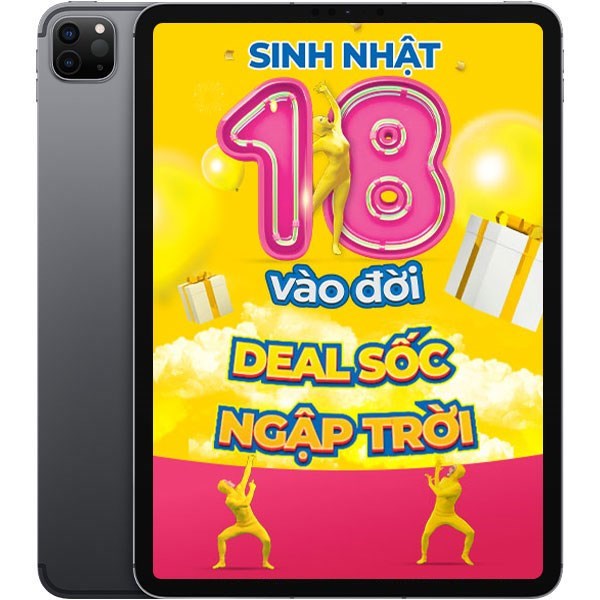 SINH NHẬT
18
vào đời
DEAL SỐC
NGẬP TRỜI